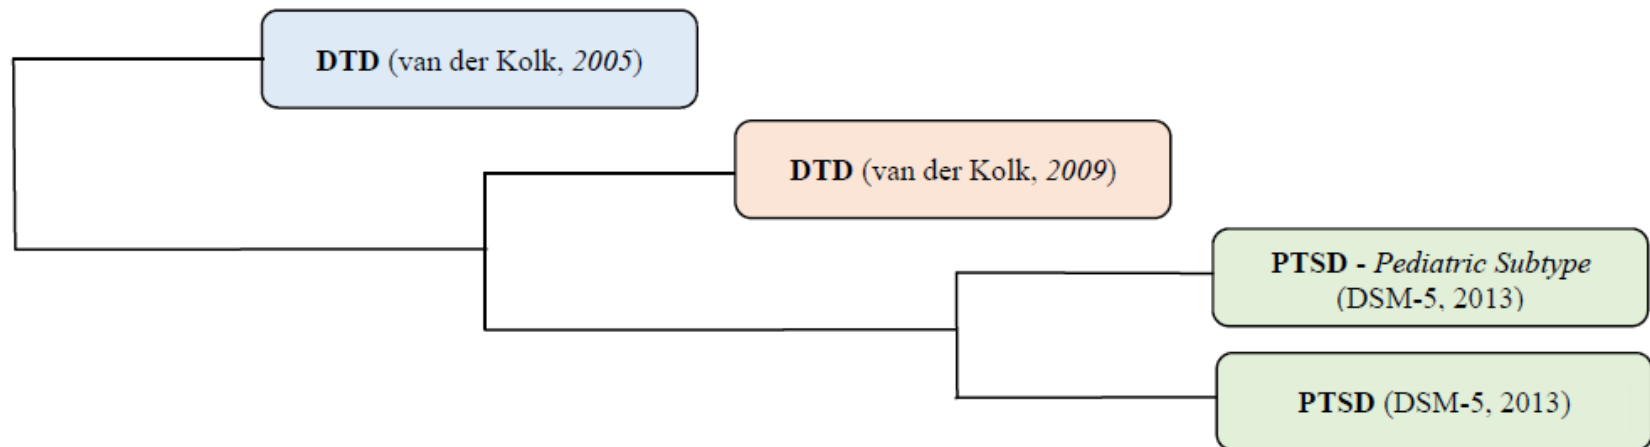 DTD (van der Kolk, 2005)
DTD (van der Kolk, 2009)
PTSD - Pediatric Subtype
(DSM-5, 2013)
PTSD (DSM-5, 2013)